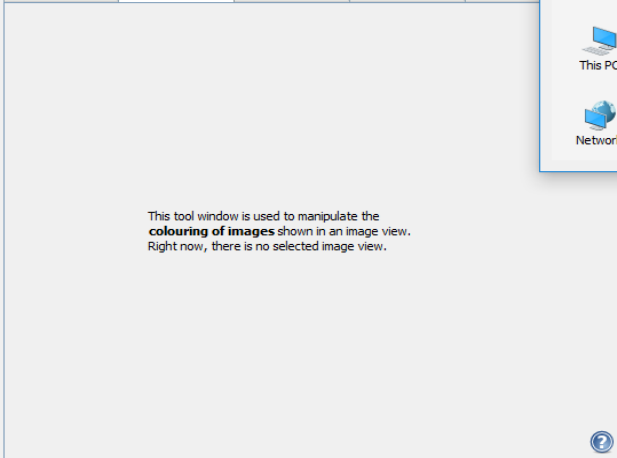 This PC
Network
This tool window is used to manipulate the
colouring of images shown in an image view.
Right now, there is no selected image view.
?